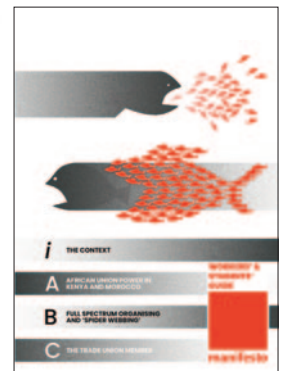 i THE CONTEXT
A AFRICAN UNION POWER IN
KENYA AND MOROCCO
B FULL SPECTRUM ORGANISING
AND ‘SPIDER WEBBING’
C THE TRADE UNION MEMBER
WORKERS' &
STUDENTS'
GUIDE
manifesto